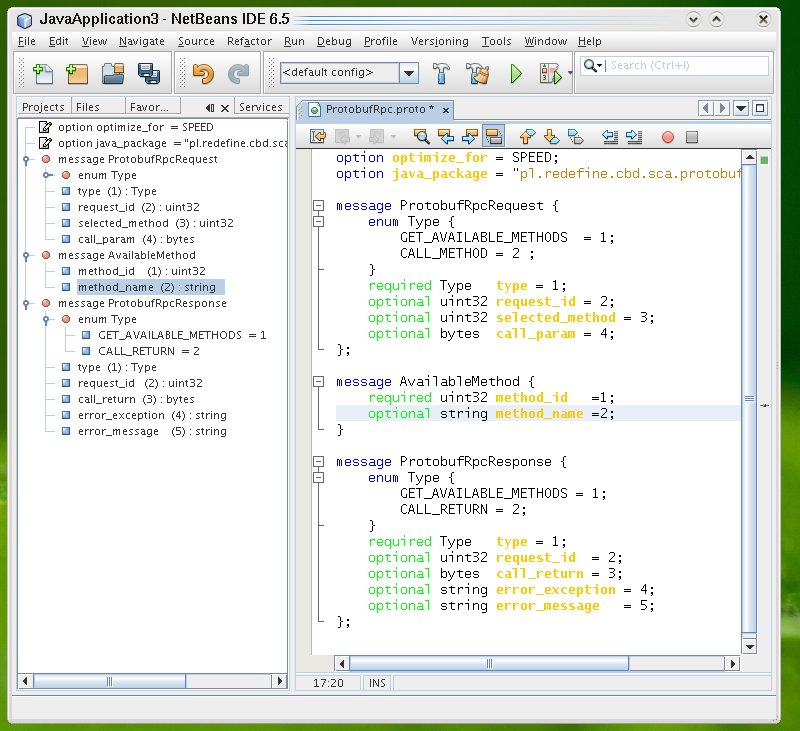 JavaApplication3 - NetBeans IDE 6.5
File Edit View Navigate Source Refactor Run Debug Profile Versioning Tools Window Help
<default config>
Search (Ctrl+I)
Projects Files Favor... Services
option optimize_for = SPEED
option java_package = "pl.redefine.cbd.sca
message ProtobufRpcRequest
enum Type
type (1) : Type
request_id (2) : uint32
selected_method (3) : uint32
call_param (4) : bytes
message AvailableMethod
method_id (1) : uint32
method_name (2) : string
message ProtobufRpcResponse
enum Type
GET_AVAILABLE_METHODS = 1
CALL_RETURN = 2
type (1) : Type
request_id (2) : uint32
call_return (3) : bytes
error_exception (4) : string
error_message (5) : string
ProtobufRpc.proto *
option optimize_for = SPEED;
option java_package = "pl.redefine.cbd.sca.protobuf
message ProtobufRpcRequest {
enum Type {
GET_AVAILABLE_METHODS = 1;
CALL_METHOD = 2 ;
}
required Type type = 1;
optional uint32 request_id = 2;
optional uint32 selected_method = 3;
optional bytes call_param = 4;
};
message AvailableMethod {
required uint32 method_id =1;
optional string method_name =2;
}
message ProtobufRpcResponse {
enum Type {
GET_AVAILABLE_METHODS = 1;
CALL_RETURN = 2;
}
required Type type = 1;
optional uint32 request_id = 2;
optional bytes call_return = 3;
optional string error_exception = 4;
optional string error_message = 5;
};
17:20 INS